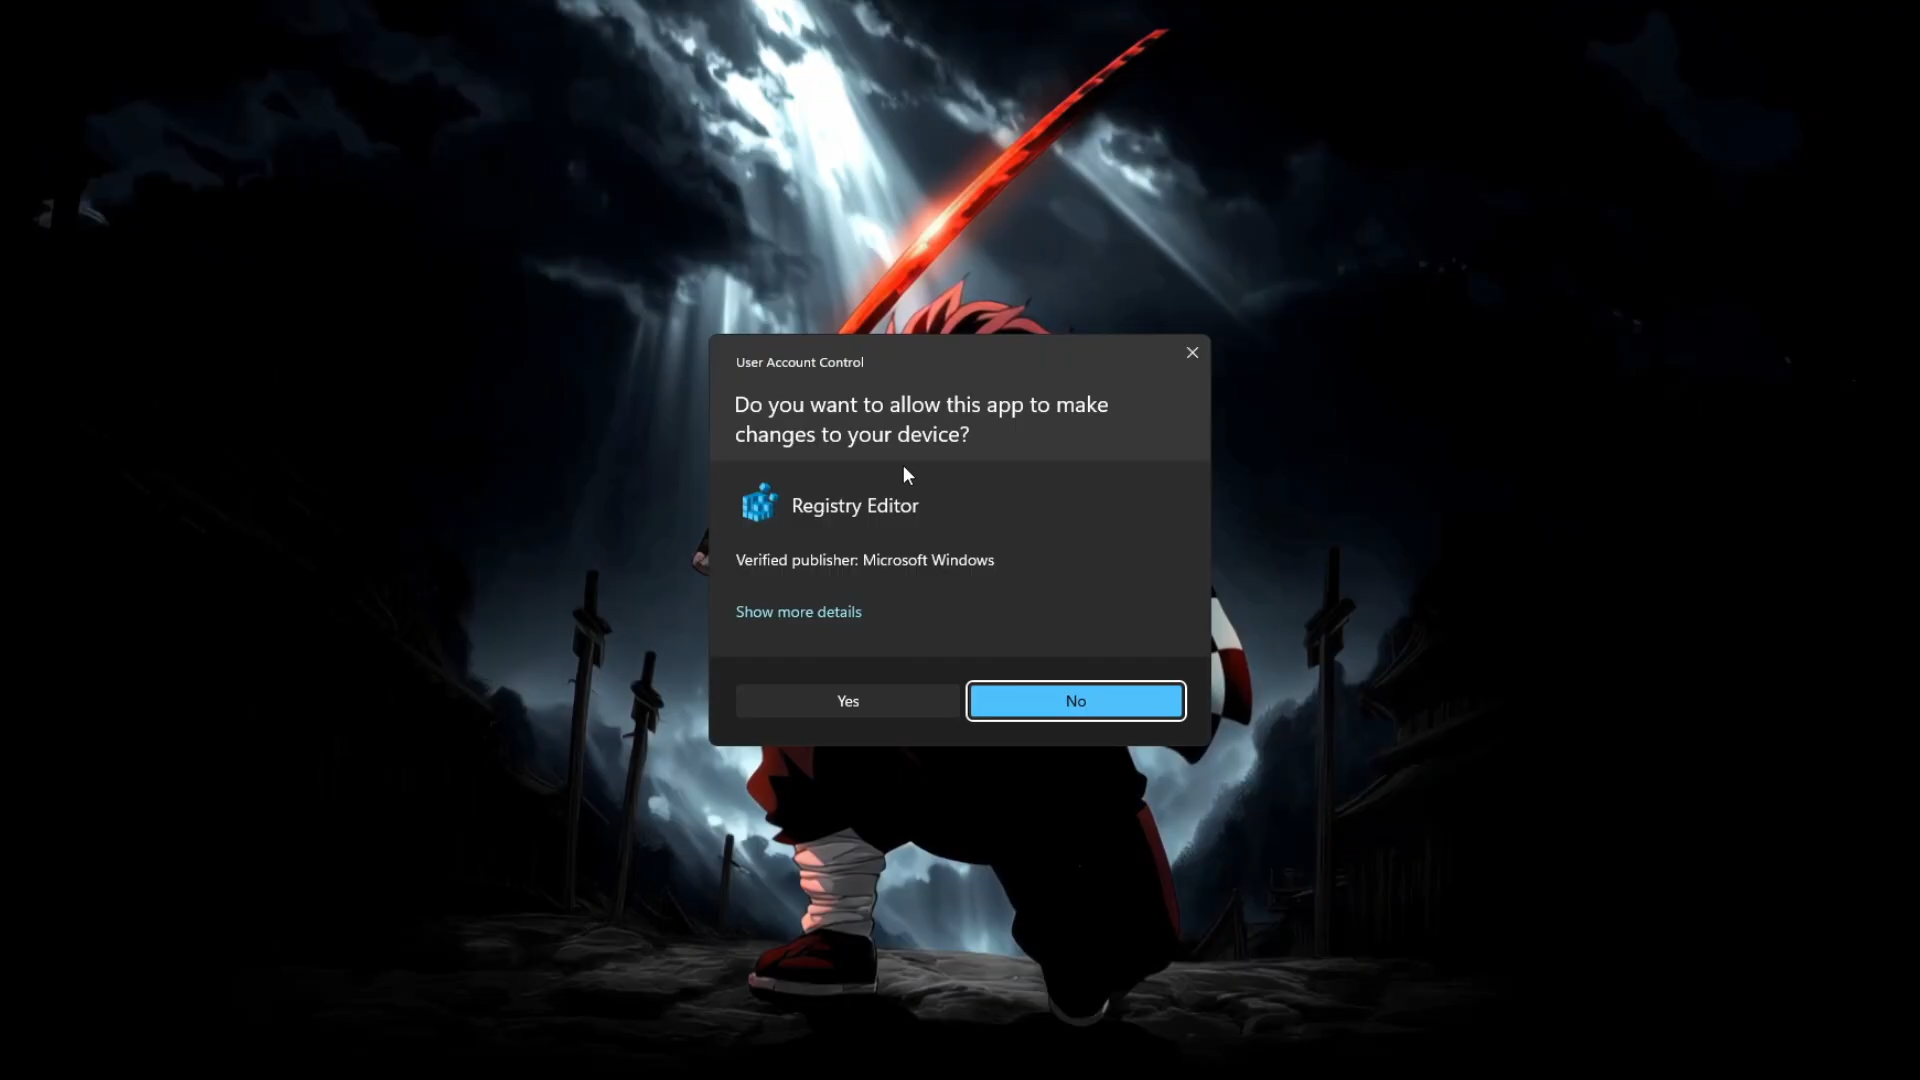 User Account Control
Do you want to allow this app to make
changes to your device?
Registry Editor
Verified publisher: Microsoft Windows
Show more details
Yes
No